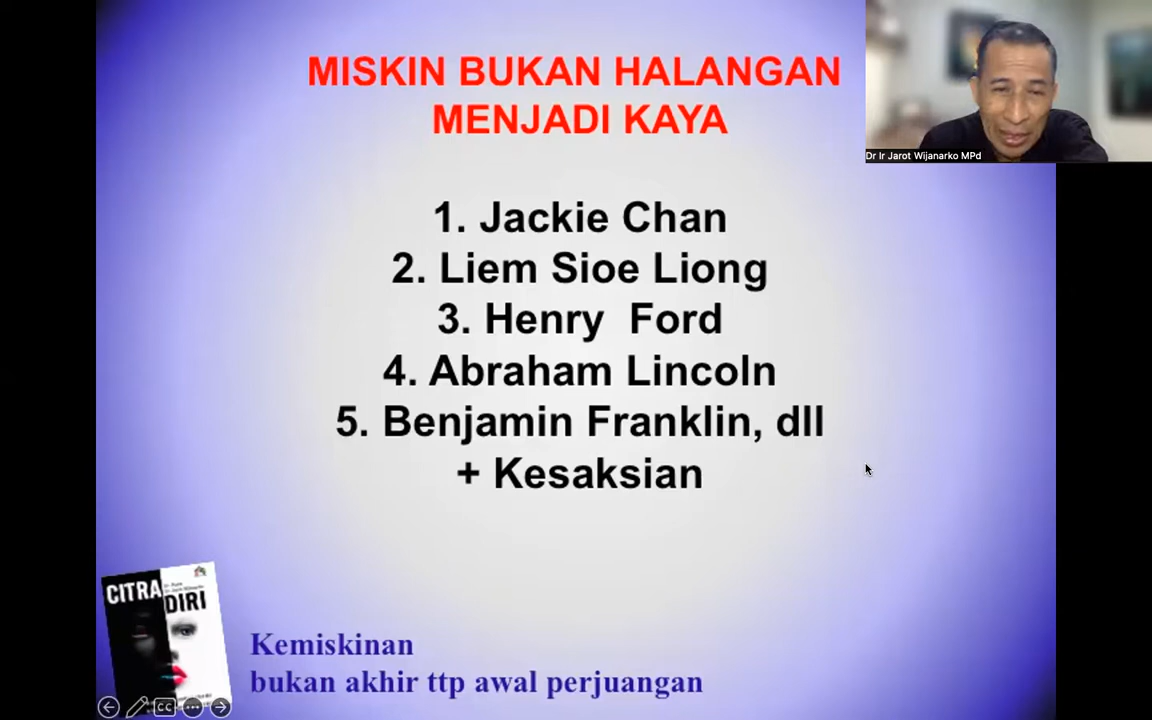 MISKIN BUKAN HALANGAN
MENJADI KAYA
Dr Ir Jarot Wijanarko MPd
1. Jackie Chan
2. Liem Sioe Liong
3. Henry Ford
4. Abraham Lincoln
5. Benjamin Franklin, dll
+ Kesaksian
CITRA
DIRI
Kemiskinan
bukan akhir ttp awal perjuangan
CC